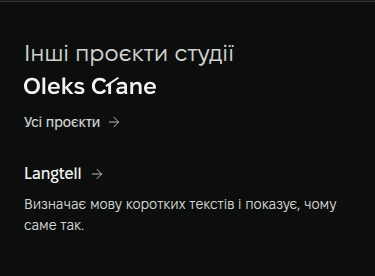 Інші проєкти студії
Oleks Crane
Усі проєкти →
Langtell →
Визначає мову коротких текстів і показує, чому
саме так.